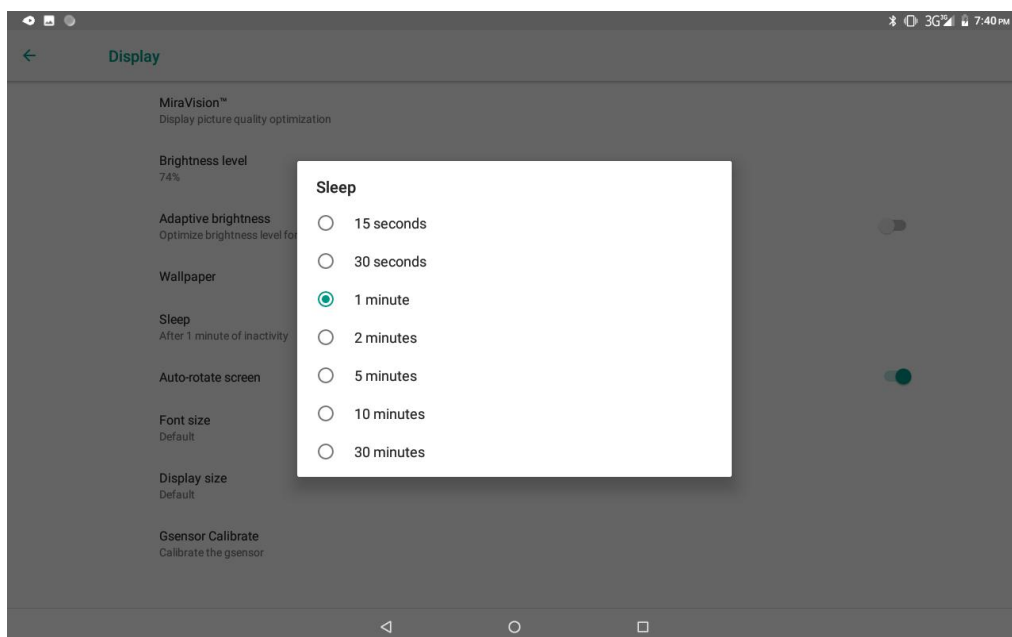 3G 3G 7:40 PM
Display
MiraVision™
Display picture quality optimization
Brightness level
74%
Adaptive brightness
Optimize brightness level for
Wallpaper
Sleep
After 1 minute of inactivity
Auto-rotate screen
Font size
Default
Display size
Default
Gsensor Calibrate
Calibrate the gsensor
Sleep
15 seconds
30 seconds
1 minute
2 minutes
5 minutes
10 minutes
30 minutes